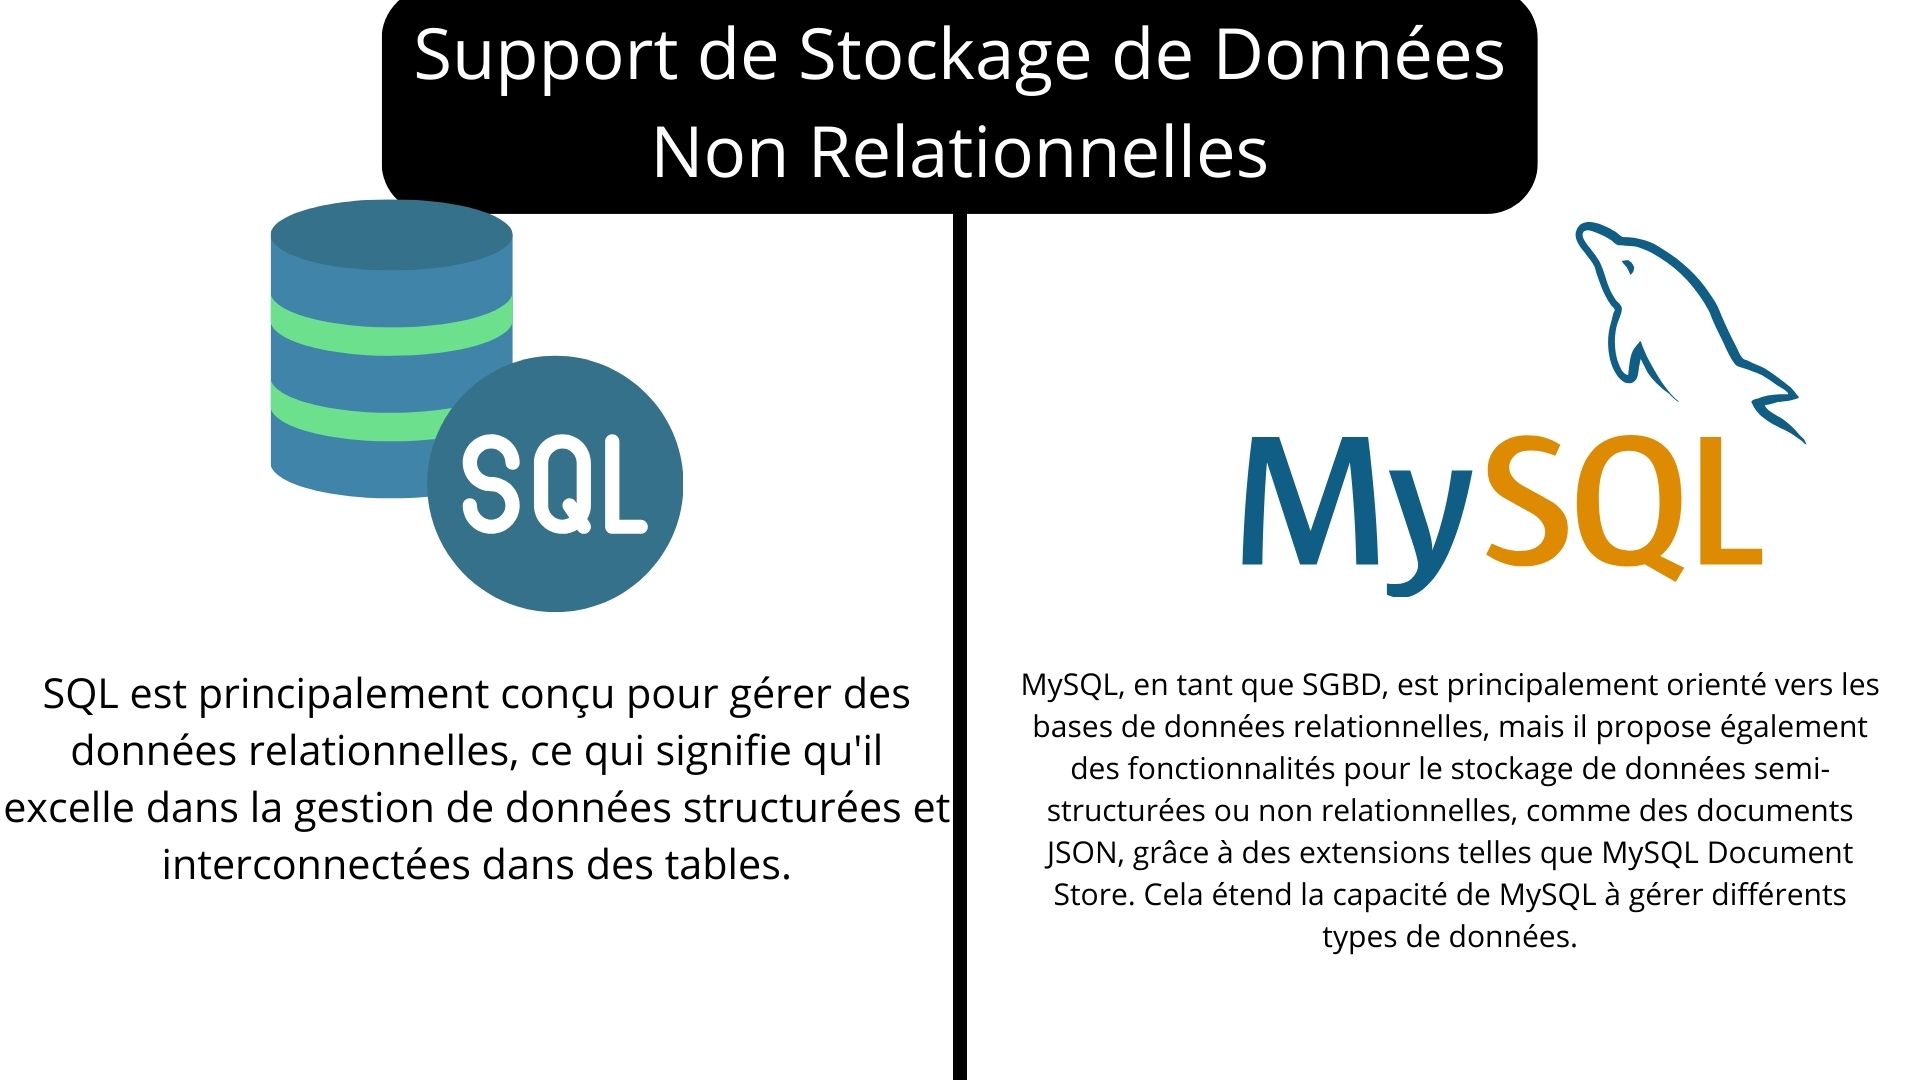 Support de Stockage de Données
Non Relationnelles
SQL
SQL est principalement conçu pour gérer des
données relationnelles, ce qui signifie qu'il
excelle dans la gestion de données structurées et
interconnectées dans des tables.
MySQL
MySQL, en tant que SGBD, est principalement orienté vers les
bases de données relationnelles, mais il propose également
des fonctionnalités pour le stockage de données semi-
structurées ou non relationnelles, comme des documents
JSON, grâce à des extensions telles que MySQL Document
Store. Cela étend la capacité de MySQL à gérer différents
types de données.